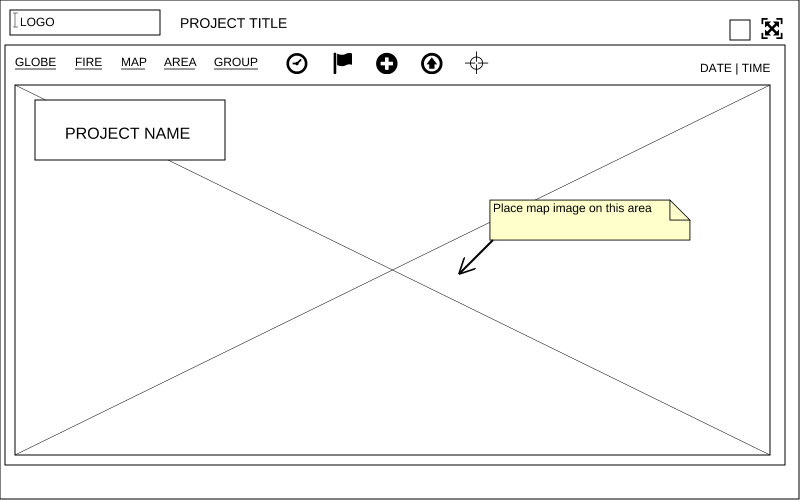 LOGO
PROJECT TITLE
GLOBE FIRE MAP AREA GROUP
DATE | TIME
PROJECT NAME
Place map image on this area